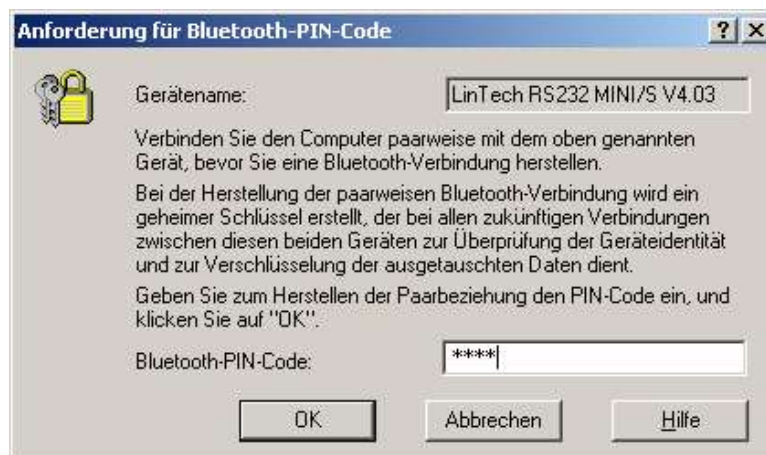 Anforderung für Bluetooth-PIN-Code
Gerätename: LinTech RS232 MINI/S V4.03
Verbinden Sie den Computer paarweise mit dem oben genannten
Gerät, bevor Sie eine Bluetooth-Verbindung herstellen.
Bei der Herstellung der paarweisen Bluetooth-Verbindung wird ein
geheimer Schlüssel erstellt, der bei allen zukünftigen Verbindungen
zwischen diesen beiden Geräten zur Überprüfung der Geräteidentität
und zur Verschlüsselung der ausgetauschten Daten dient.
Geben Sie zum Herstellen der Paarbeziehung den PIN-Code ein, und
klicken Sie auf "OK".
Bluetooth-PIN-Code: ****
OK Abbrechen Hilfe